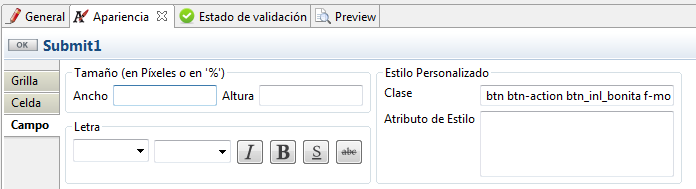 General Apariencia Estado de validación Preview
OK Submit1
Grilla
Celda
Campo
Tamaño (en Píxeles o en '%')
Ancho Altura
Letra
I B S abc
Estilo Personalizado
Clase btn btn-action btn_inl_bonita f-mo
Atributo de Estilo